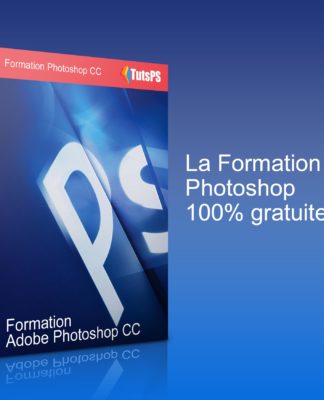 Formation Photoshop CC
TutsPS
PS
Formation
Adobe Photoshop CC
La Formation
Photoshop
100% gratuite